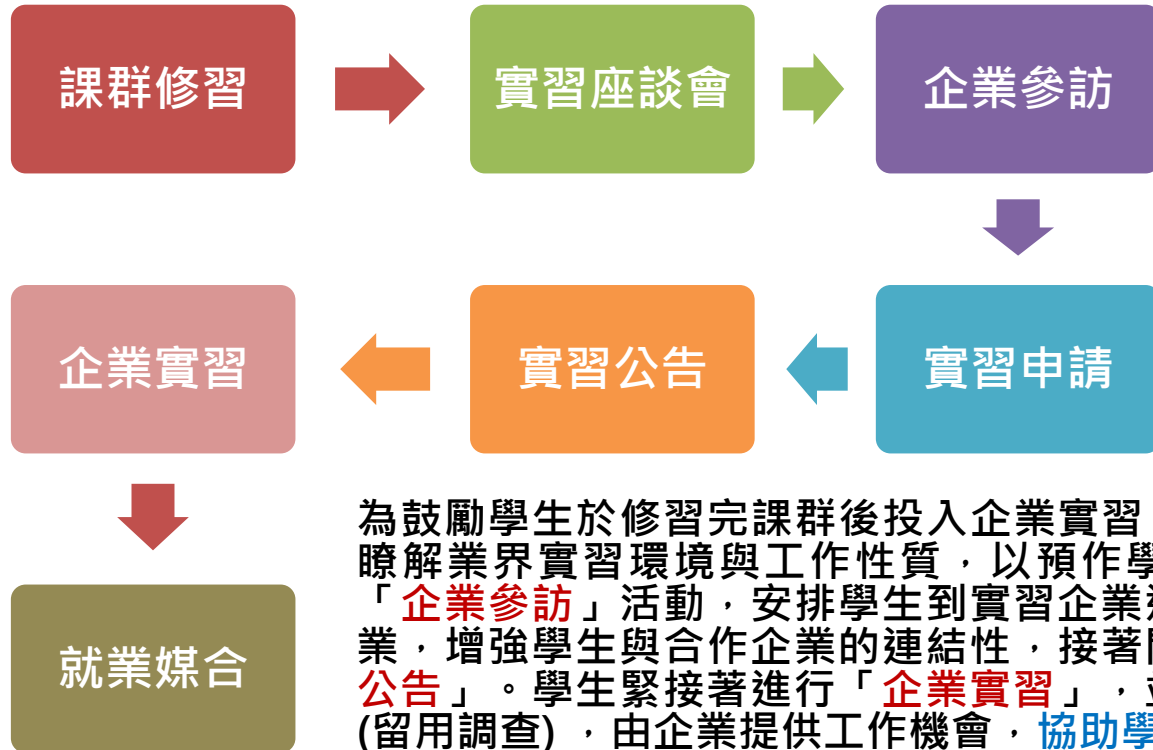 課群修習
實習座談會
企業參訪
實習申請
實習公告
企業實習
就業媒合
為鼓勵學生於修習完課群後投入企業實習
瞭解業界實習環境與工作性質，以預作學
「企業參訪」活動，安排學生到實習企業
業，增強學生與合作企業的連結性，接著
公告」。學生緊接著進行「企業實習」，
(留用調查)，由企業提供工作機會，協助學